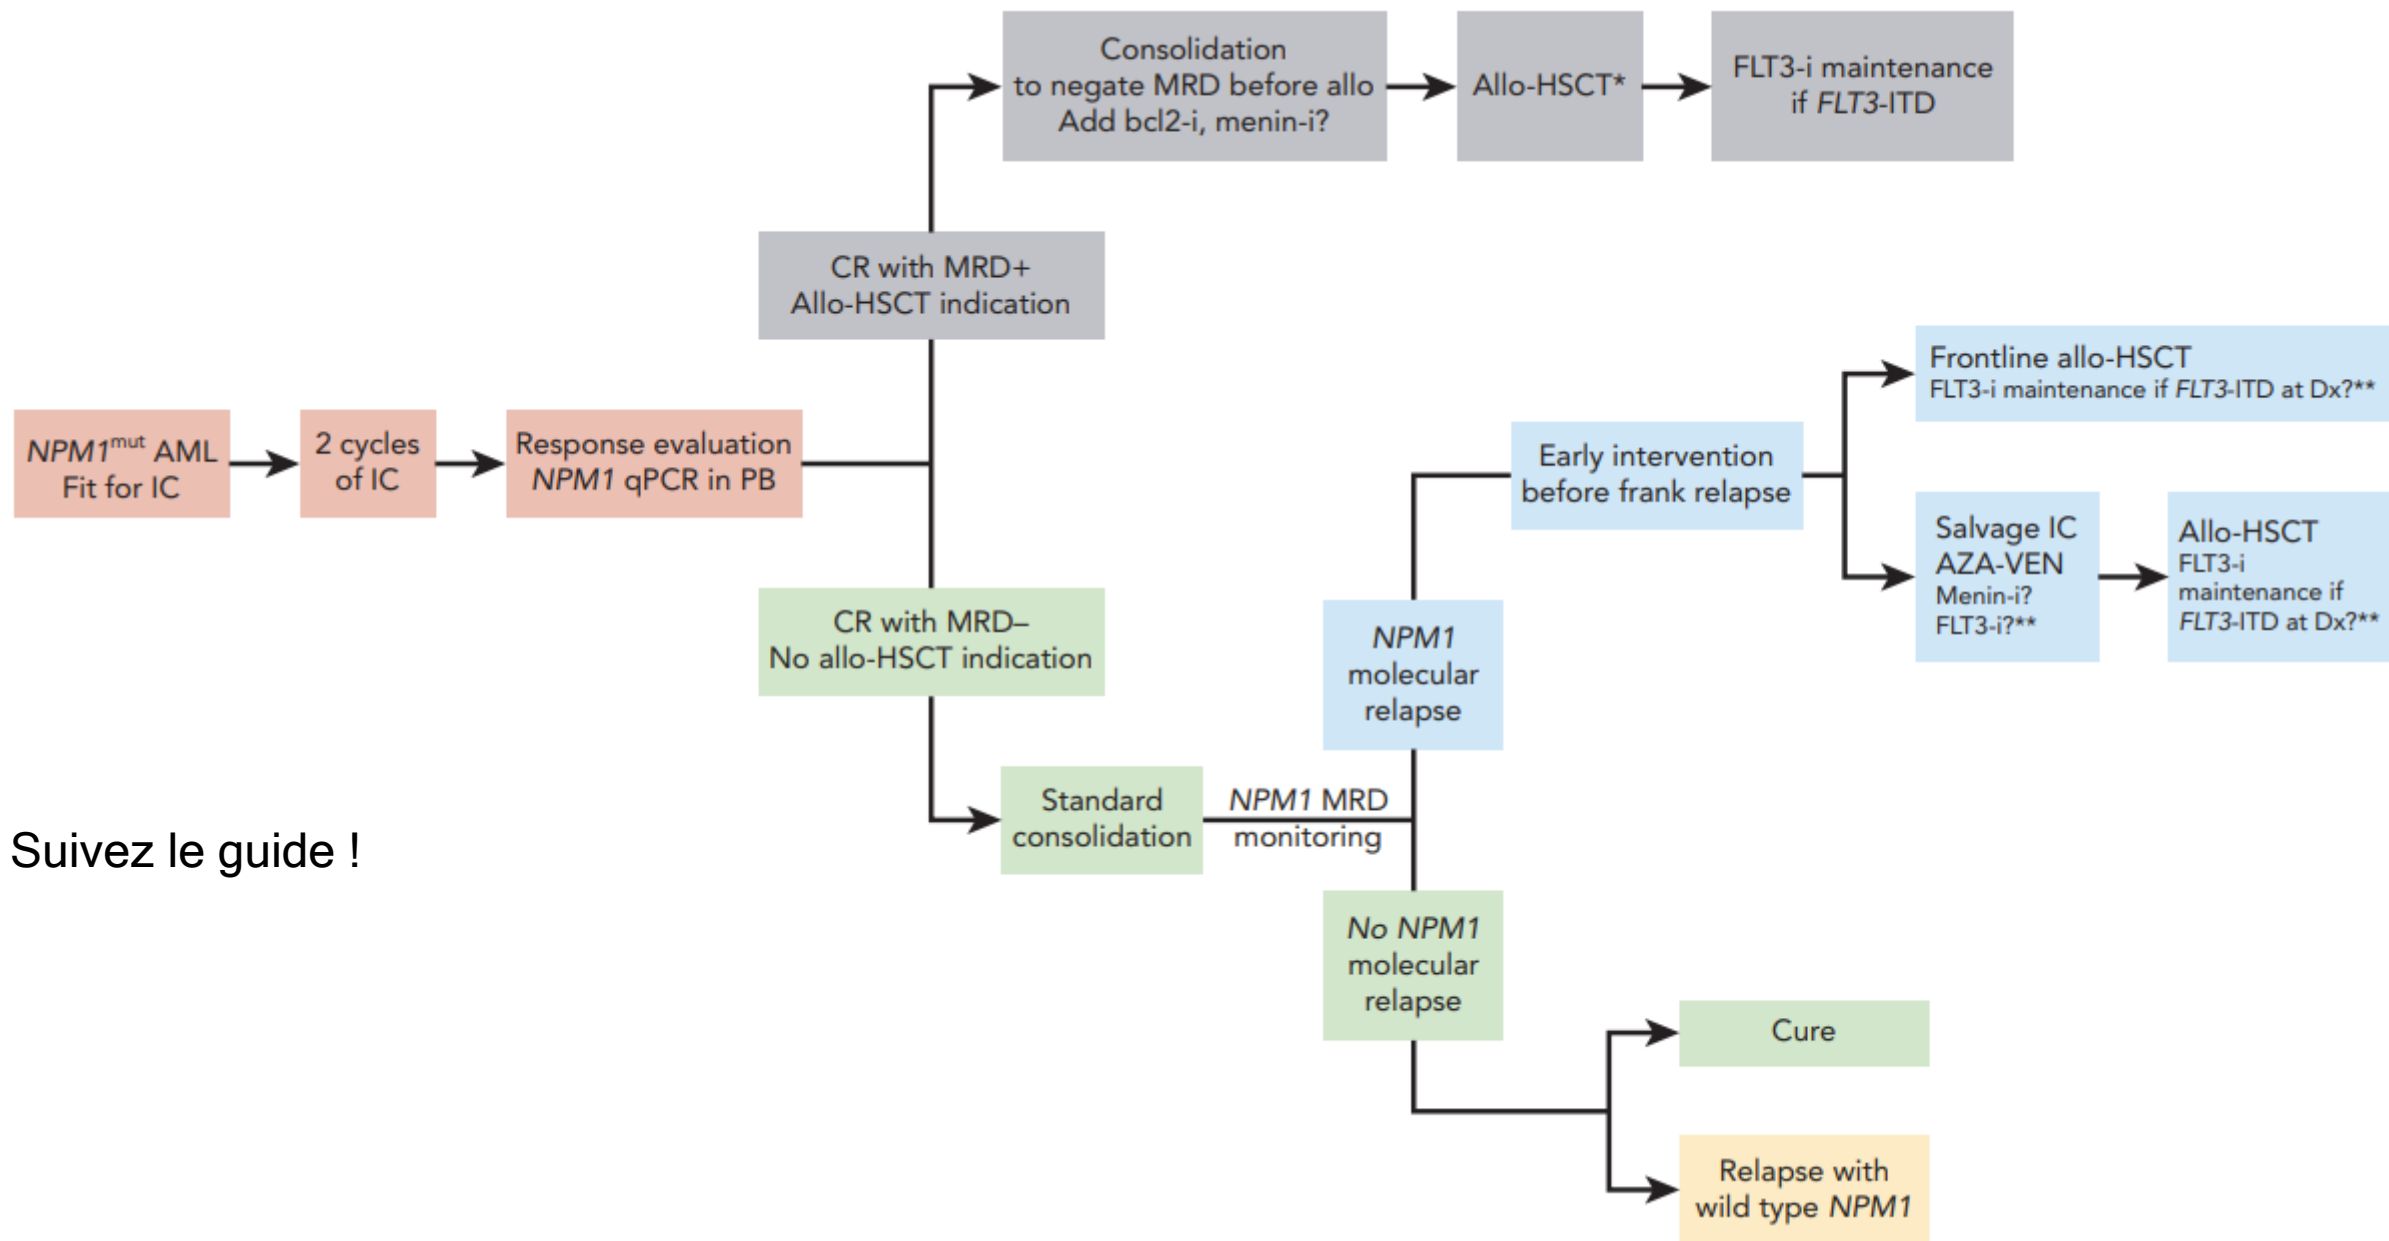 Consolidation
to negate MRD before allo
Add bcl2-i, menin-i?
Allo-HSCT*
FLT3-i maintenance
if FLT3-ITD
CR with MRD+
Allo-HSCT indication
NPM1mut AML
Fit for IC
2 cycles
of IC
Response evaluation
NPM1 qPCR in PB
CR with MRD–
No allo-HSCT indication
Standard
consolidation
NPM1 MRD
monitoring
NPM1
molecular
relapse
Early intervention
before frank relapse
Frontline allo-HSCT
FLT3-i maintenance if FLT3-ITD at Dx?**
Salvage IC
AZA-VEN
Menin-i?
FLT3-i?**
Allo-HSCT
FLT3-i
maintenance if
FLT3-ITD at Dx?**
No NPM1
molecular
relapse
Cure
Relapse with
wild type NPM1
Suivez le guide !